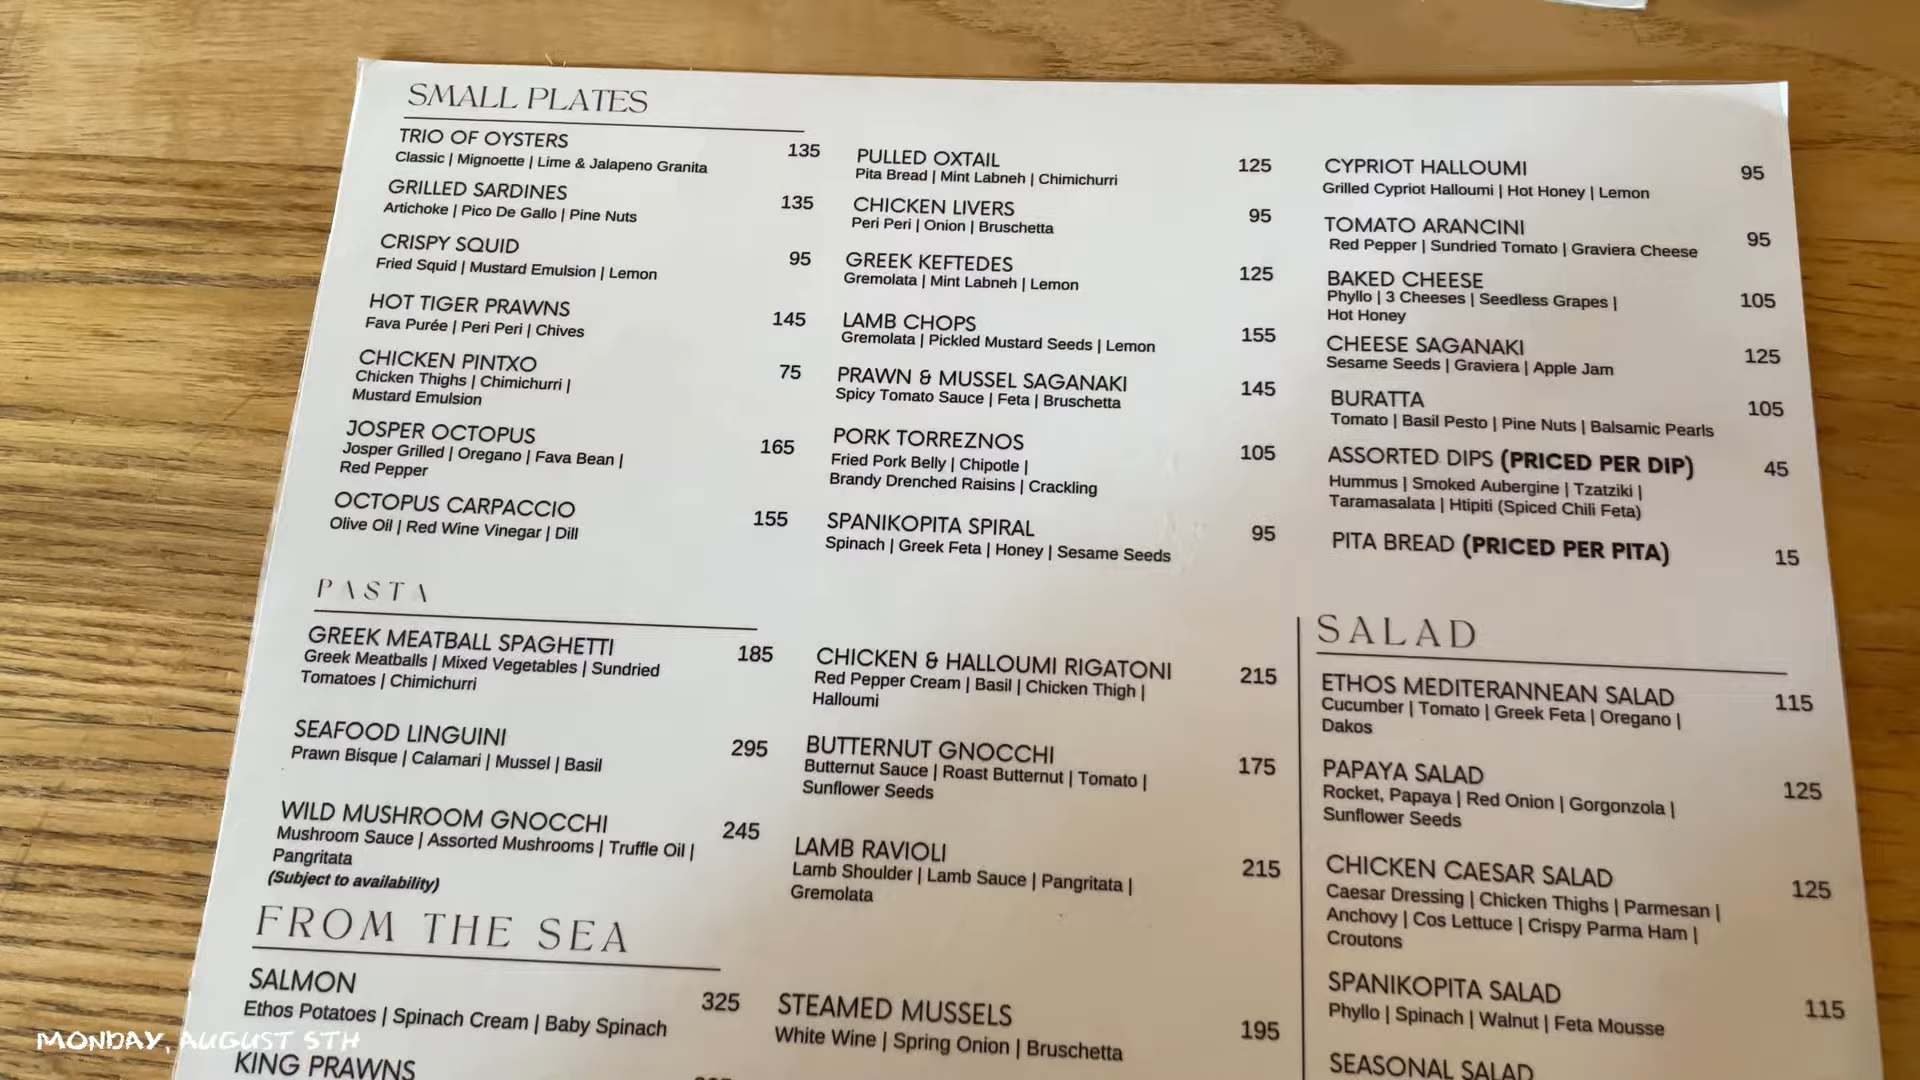 SMALL PLATES
TRIO OF OYSTERS 135
Classic | Mignoette | Lime & Jalapeno Granita
GRILLED SARDINES 135
Artichoke | Pico De Gallo | Pine Nuts
CRISPY SQUID 95
Fried Squid | Mustard Emulsion | Lemon
HOT TIGER PRAWNS 145
Fava Purée | Peri Peri | Chives
CHICKEN PINTXO 75
Chicken Thighs | Chimichurri |
Mustard Emulsion
JOSPER OCTOPUS 165
Josper Grilled | Oregano | Fava Bean |
Red Pepper
OCTOPUS CARPACCIO 155
Olive Oil | Red Wine Vinegar | Dill
PULLED OXTAIL 125
Pita Bread | Mint Labneh | Chimichurri
CHICKEN LIVERS 95
Peri Peri | Onion | Bruschetta
GREEK KEFTEDES 125
Gremolata | Mint Labneh | Lemon
LAMB CHOPS 155
Gremolata | Pickled Mustard Seeds | Lemon
PRAWN & MUSSEL SAGANAKI 145
Spicy Tomato Sauce | Feta | Bruschetta
PORK TORREZNOS 105
Fried Pork Belly | Chipotle |
Brandy Drenched Raisins | Crackling
SPANIKOPITA SPIRAL 95
Spinach | Greek Feta | Honey | Sesame Seeds
CYPRIOT HALLOUMI 95
Grilled Cypriot Halloumi | Hot Honey | Lemon
TOMATO ARANCINI 95
Red Pepper | Sundried Tomato | Graviera Cheese
BAKED CHEESE 105
Phyllo | 3 Cheeses | Seedless Grapes |
Hot Honey
CHEESE SAGANAKI 125
Sesame Seeds | Graviera | Apple Jam
BURATTA 105
Tomato | Basil Pesto | Pine Nuts | Balsamic Pearls
ASSORTED DIPS (PRICED PER DIP) 45
Hummus | Smoked Aubergine | Tzatziki |
Taramasalata | Htipiti (Spiced Chili Feta)
PITA BREAD (PRICED PER PITA) 15
PASTA
GREEK MEATBALL SPAGHETTI 185
Greek Meatballs | Mixed Vegetables | Sundried
Tomatoes | Chimichurri
SEAFOOD LINGUINI 295
Prawn Bisque | Calamari | Mussel | Basil
WILD MUSHROOM GNOCCHI 245
Mushroom Sauce | Assorted Mushrooms | Truffle Oil |
Pangritata
(Subject to availability)
CHICKEN & HALLOUMI RIGATONI 215
Red Pepper Cream | Basil | Chicken Thigh |
Halloumi
BUTTERNUT GNOCCHI 175
Butternut Sauce | Roast Butternut | Tomato |
Sunflower Seeds
LAMB RAVIOLI 215
Lamb Shoulder | Lamb Sauce | Pangritata |
Gremolata
SALAD
ETHOS MEDITERANNEAN SALAD 115
Cucumber | Tomato | Greek Feta | Oregano |
Dakos
PAPAYA SALAD 125
Rocket, Papaya | Red Onion | Gorgonzola |
Sunflower Seeds
CHICKEN CAESAR SALAD 125
Caesar Dressing | Chicken Thighs | Parmesan |
Anchovy | Cos Lettuce | Crispy Parma Ham |
Croutons
SPANIKOPITA SALAD 115
Phyllo | Spinach | Walnut | Feta Mousse
SEASONAL SALAD
FROM THE SEA
SALMON 325
Ethos Potatoes | Spinach Cream | Baby Spinach
KING PRAWNS
STEAMED MUSSELS 195
White Wine | Spring Onion | Bruschetta
MONDAY, AUGUST 5TH